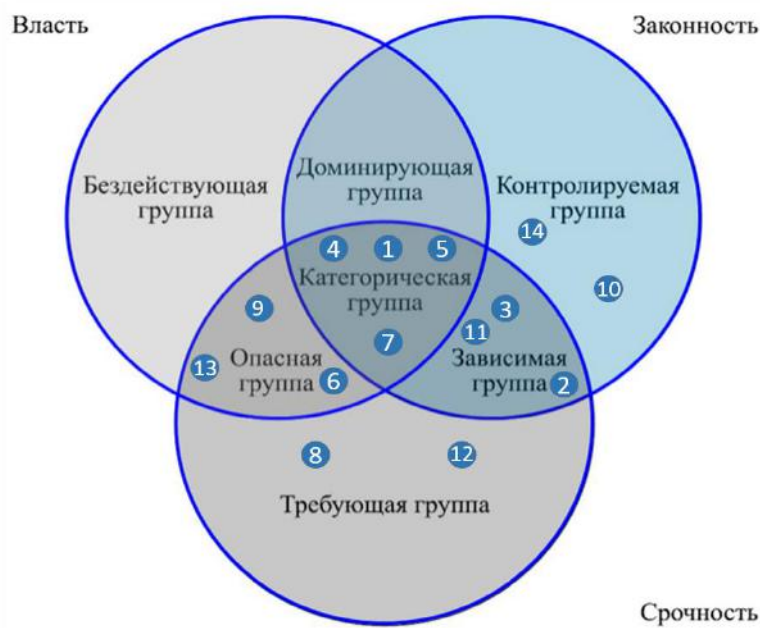 Власть
Законность
Бездействующая
группа
Доминирующая
группа
Контролируемая
группа
14
4
1
5
Категорическая
группа
10
9
3
11
7
Опасная
группа
13
6
Зависимая
группа
2
8
12
Требующая группа
Срочность